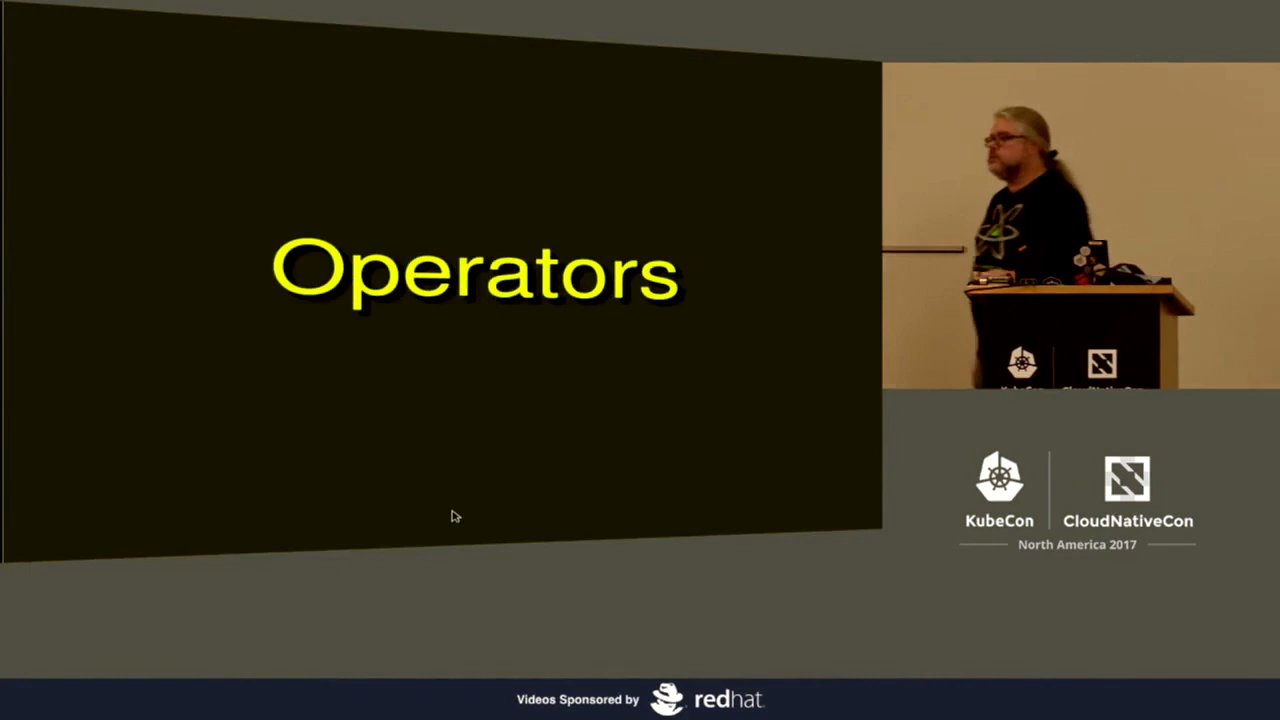 Operators
KubeCon
CloudNativeCon
North America 2017
Videos Sponsored by
redhat